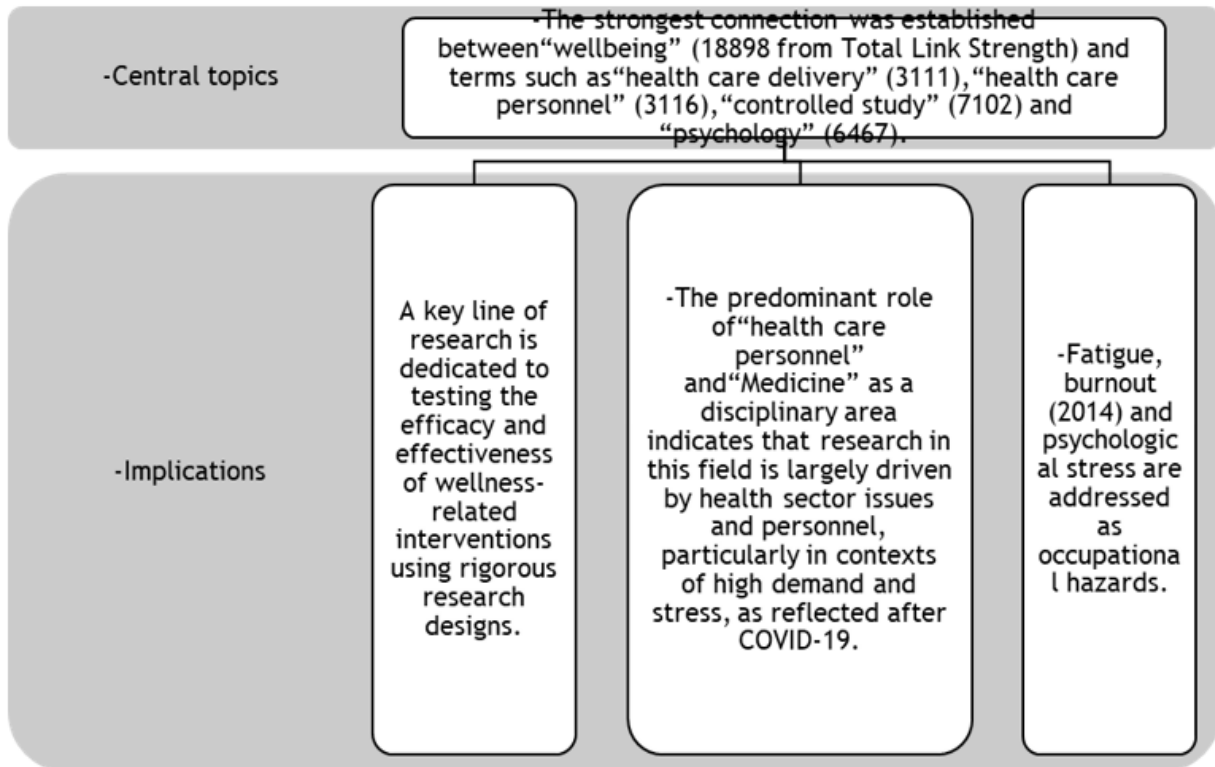 -Central topics
-The strongest connection was established
between“wellbeing” (18898 from Total Link Strength) and
terms such as“health care delivery” (3111),“health care
personnel” (3116),“controlled study” (7102) and
“psychology” (6467).
-Implications
A key line of
research is
dedicated to
testing the
efficacy and
effectiveness
of wellness-
related
interventions
using rigorous
research
designs.
-The predominant role
of“health care
personnel”
and“Medicine” as a
disciplinary area
indicates that research in
this field is largely driven
by health sector issues
and personnel,
particularly in contexts
of high demand and
stress, as reflected after
COVID-19.
-Fatigue,
burnout
(2014) and
psychologic
al stress are
addressed
as
occupationa
l hazards.